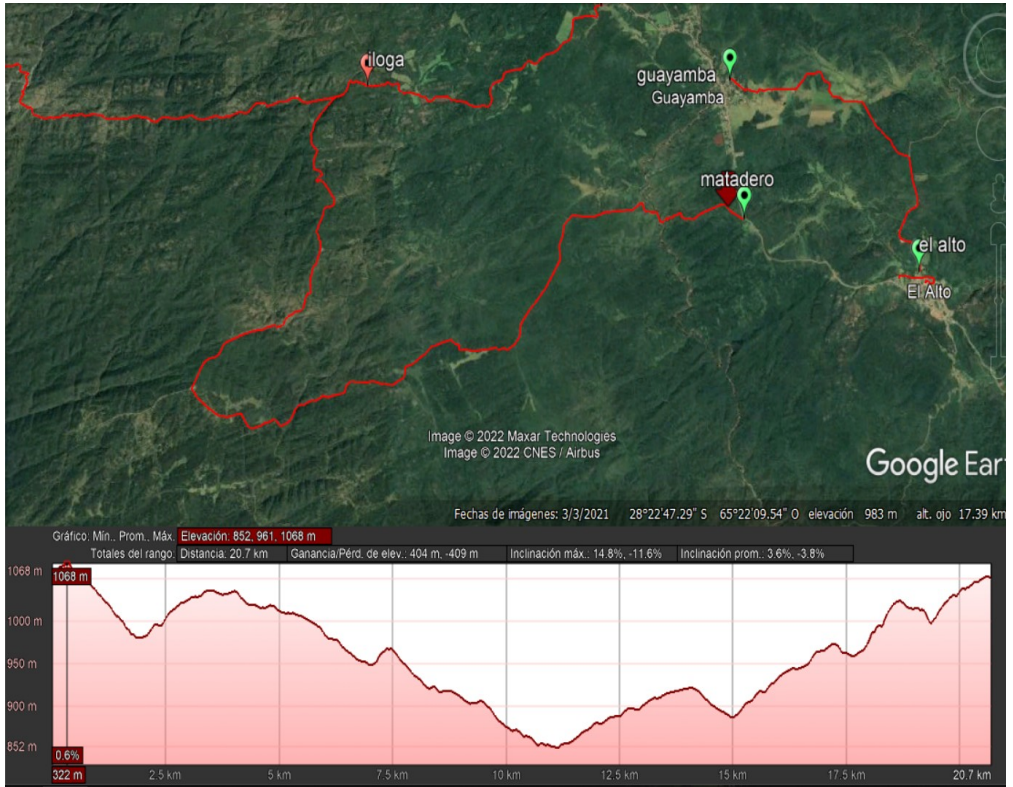 iloga
guayamba
Guayamba
matadero
el alto
El Alto
Image © 2022 Maxar Technologies
Image © 2022 CNES / Airbus
Google Ear
Fechas de imágenes: 3/3/2021 28°22'47.29" S 65°22'09.54" O elevación 983 m alt. ojo 17.39 km
Gráfico: Mín., Prom., Máx. Elevación: 852, 961, 1068 m
Totales del rango: Distancia: 20.7 km Ganancia/Pérd. de elev.: 404 m, -409 m Inclinación máx.: 14.8%, -11.6% Inclinación prom.: 3.6%, -3.8%
1068 m
1068 m
1000 m
950 m
900 m
852 m
0.6%
322 m 2.5 km 5 km 7.5 km 10 km 12.5 km 15 km 17.5 km 20.7 km